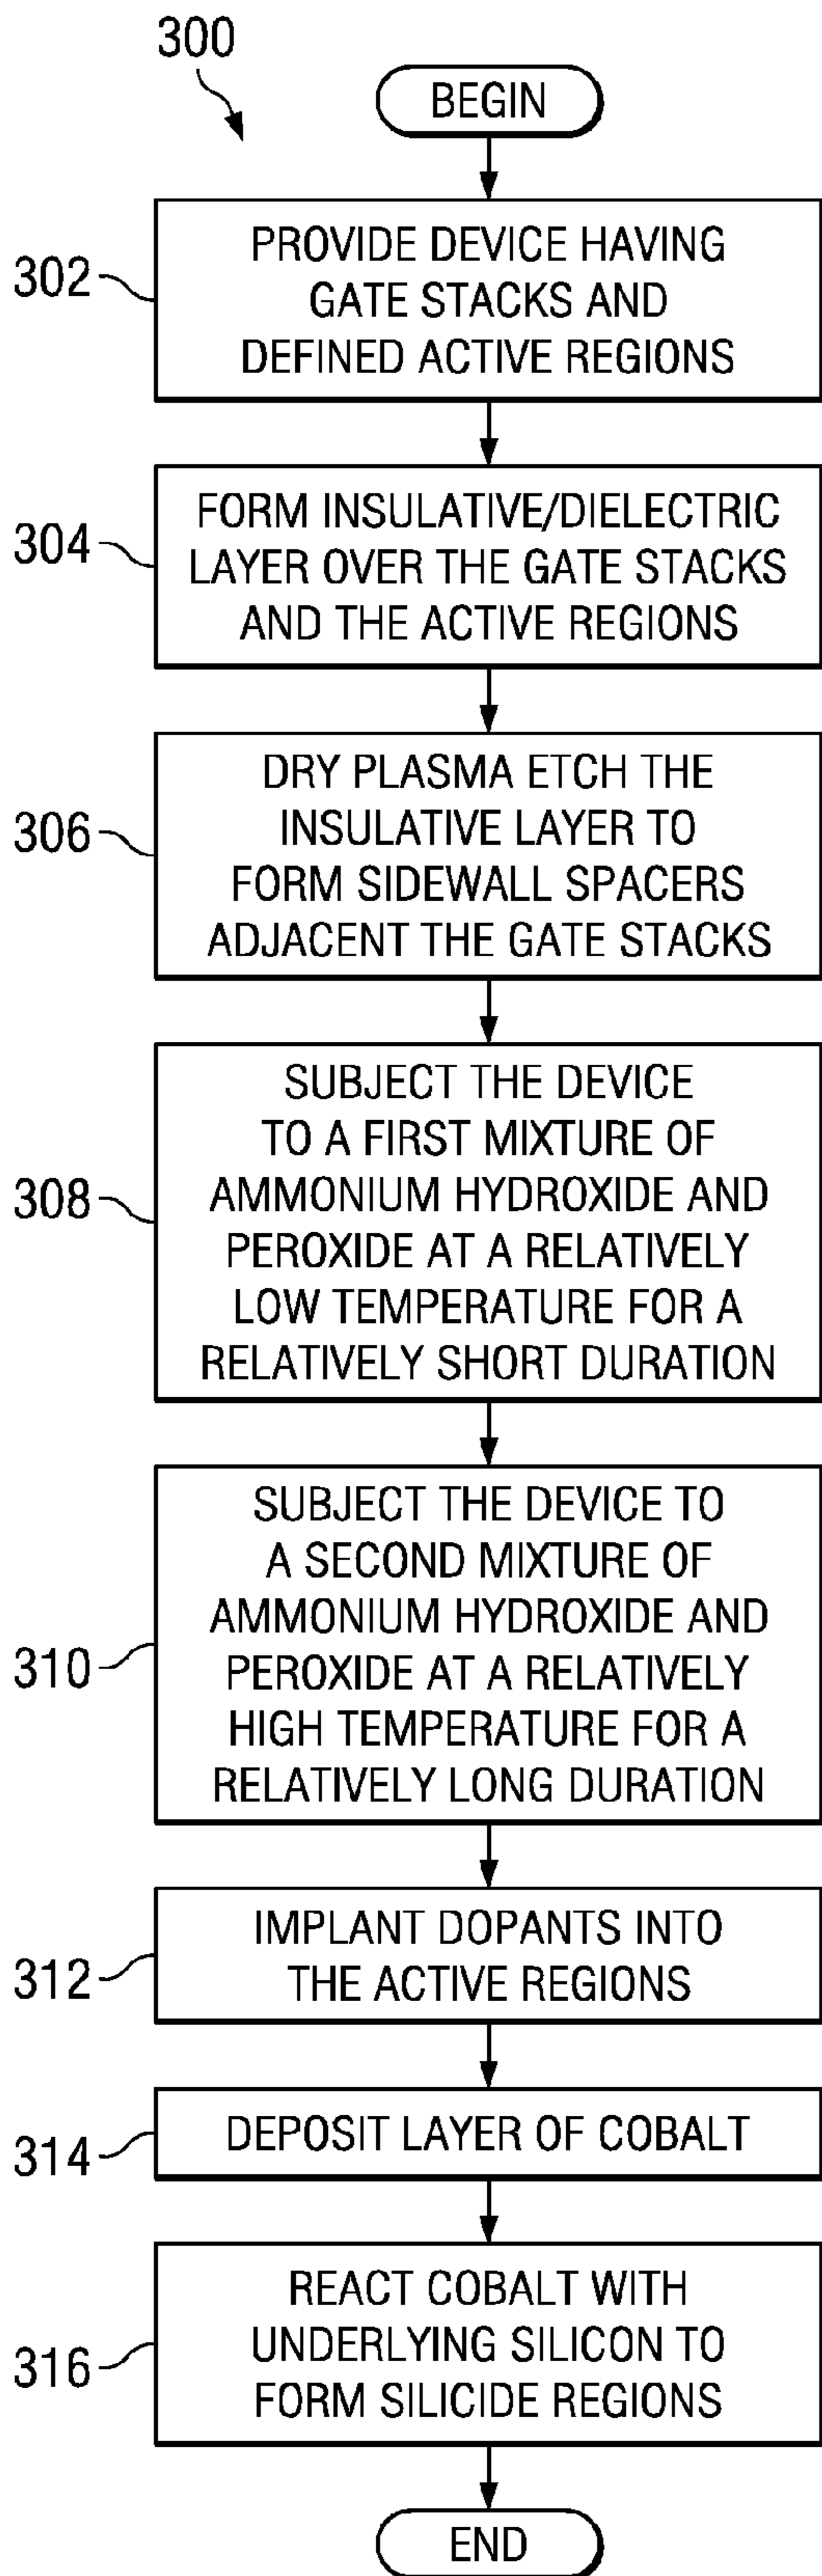 300
BEGIN
302
PROVIDE DEVICE HAVING
GATE STACKS AND
DEFINED ACTIVE REGIONS
304
FORM INSULATIVE/DIELECTRIC
LAYER OVER THE GATE STACKS
AND THE ACTIVE REGIONS
306
DRY PLASMA ETCH THE
INSULATIVE LAYER TO
FORM SIDEWALL SPACERS
ADJACENT THE GATE STACKS
308
SUBJECT THE DEVICE
TO A FIRST MIXTURE OF
AMMONIUM HYDROXIDE AND
PEROXIDE AT A RELATIVELY
LOW TEMPERATURE FOR A
RELATIVELY SHORT DURATION
310
SUBJECT THE DEVICE TO
A SECOND MIXTURE OF
AMMONIUM HYDROXIDE AND
PEROXIDE AT A RELATIVELY
HIGH TEMPERATURE FOR A
RELATIVELY LONG DURATION
312
IMPLANT DOPANTS INTO
THE ACTIVE REGIONS
314
DEPOSIT LAYER OF COBALT
316
REACT COBALT WITH
UNDERLYING SILICON TO
FORM SILICIDE REGIONS
END